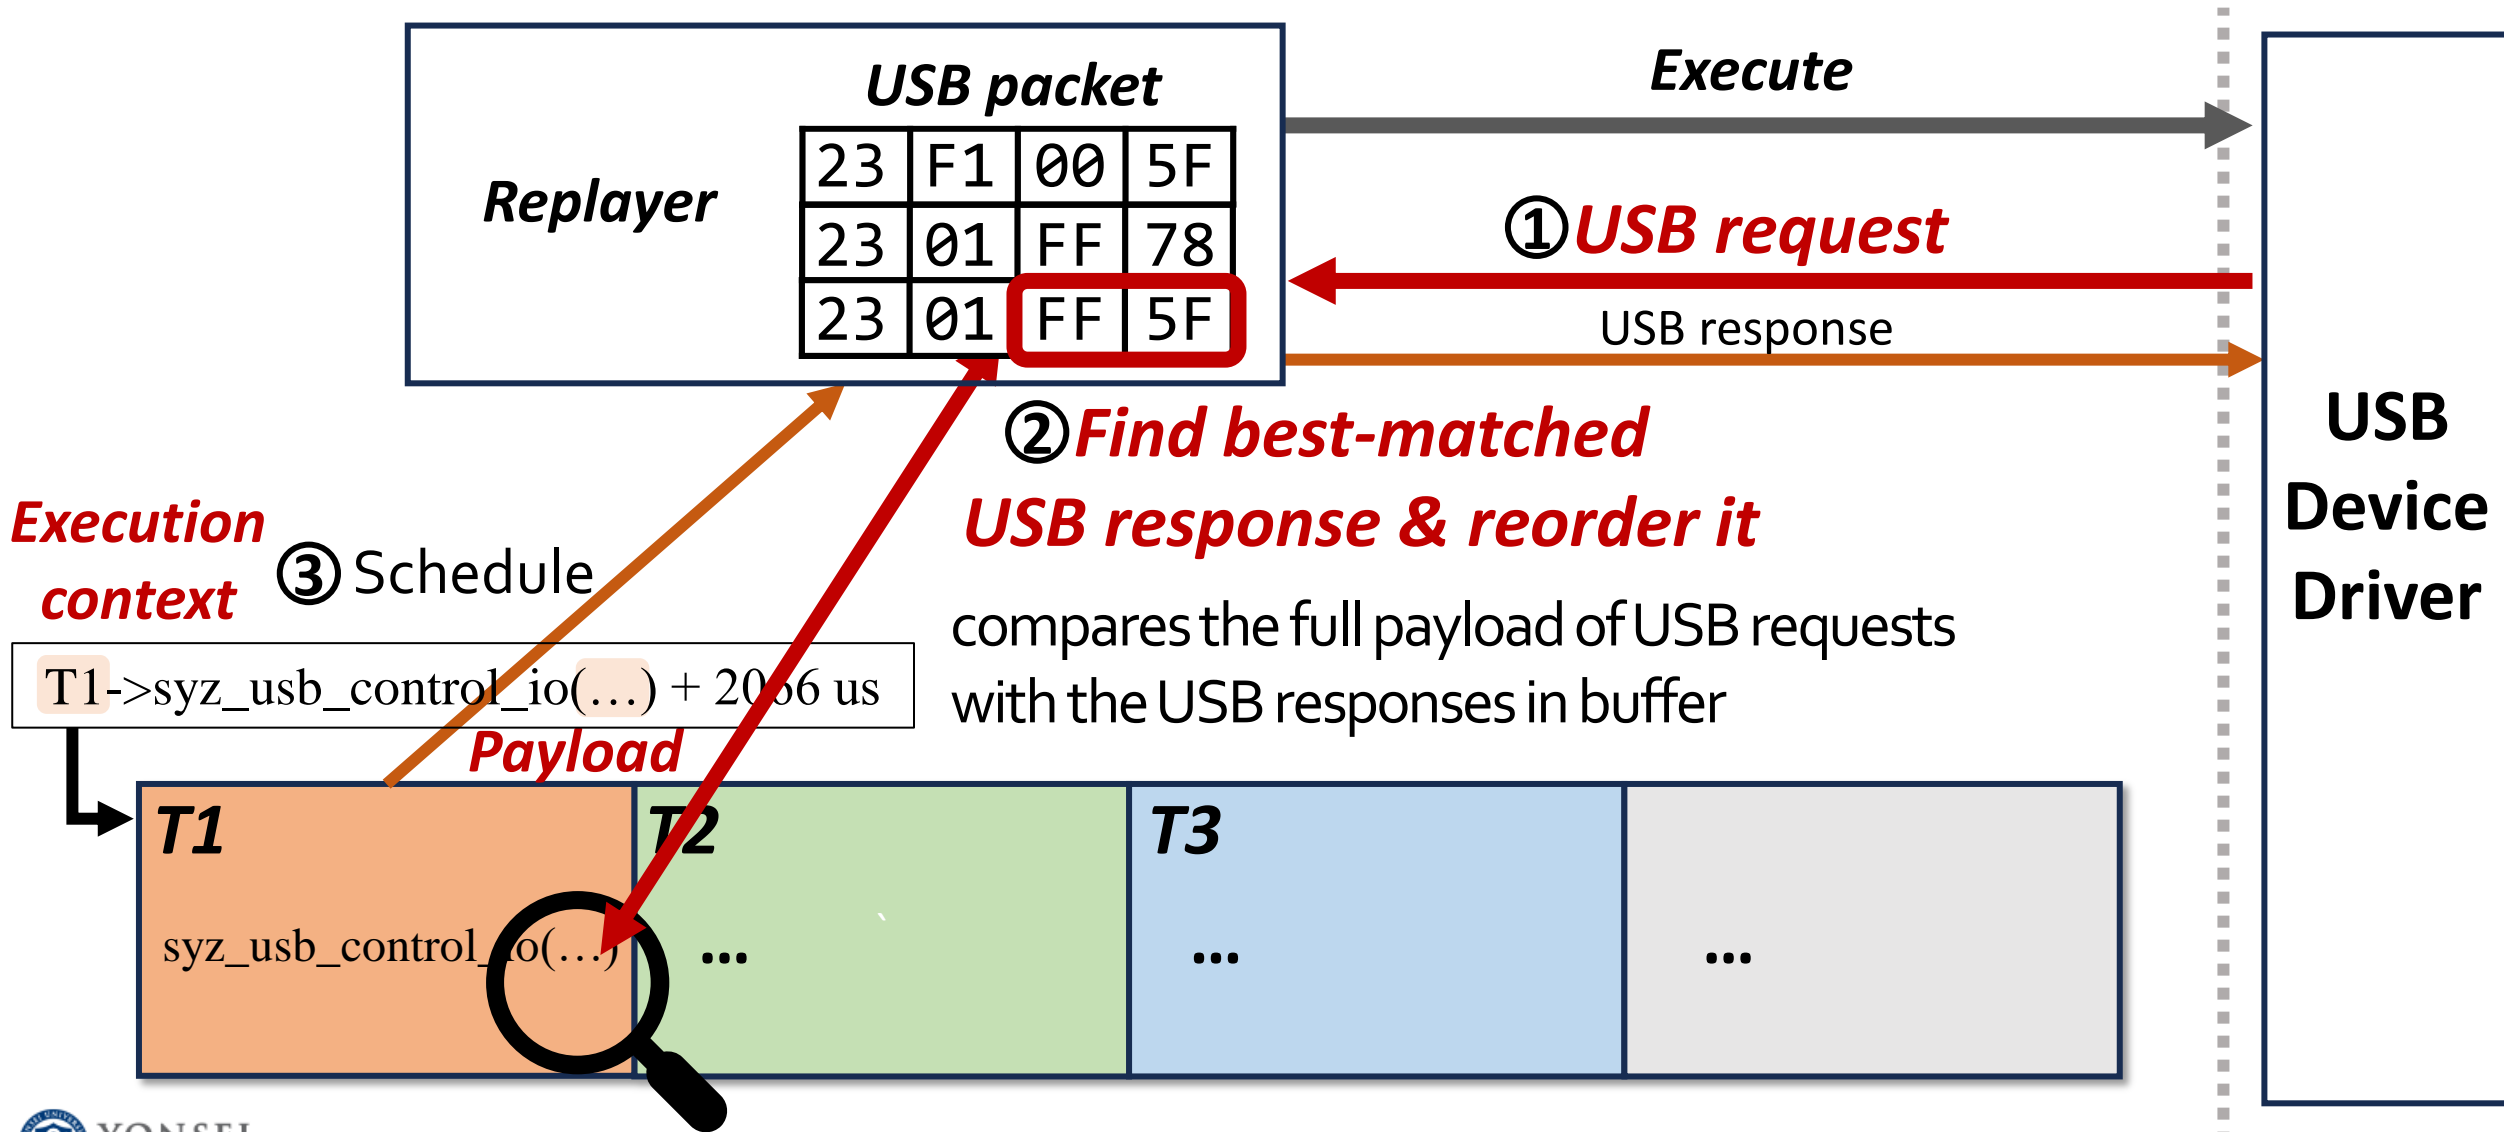 USB packet
Execute
23 F1 00 5F
Replayer
23 01 FF 78
23 01 FF 5F
①USB request
USB response
②Find best-matched
USB response & reorder it
compares the full payload of USB requests
with the USB responses in buffer
USB
Device
Driver
Execution
context
③ Schedule
T1->syz_usb_control_io(...) + 2066 us
Payload
T1
T2
T3
syz_usb_control_io(...)
...
...
...
YONSEI